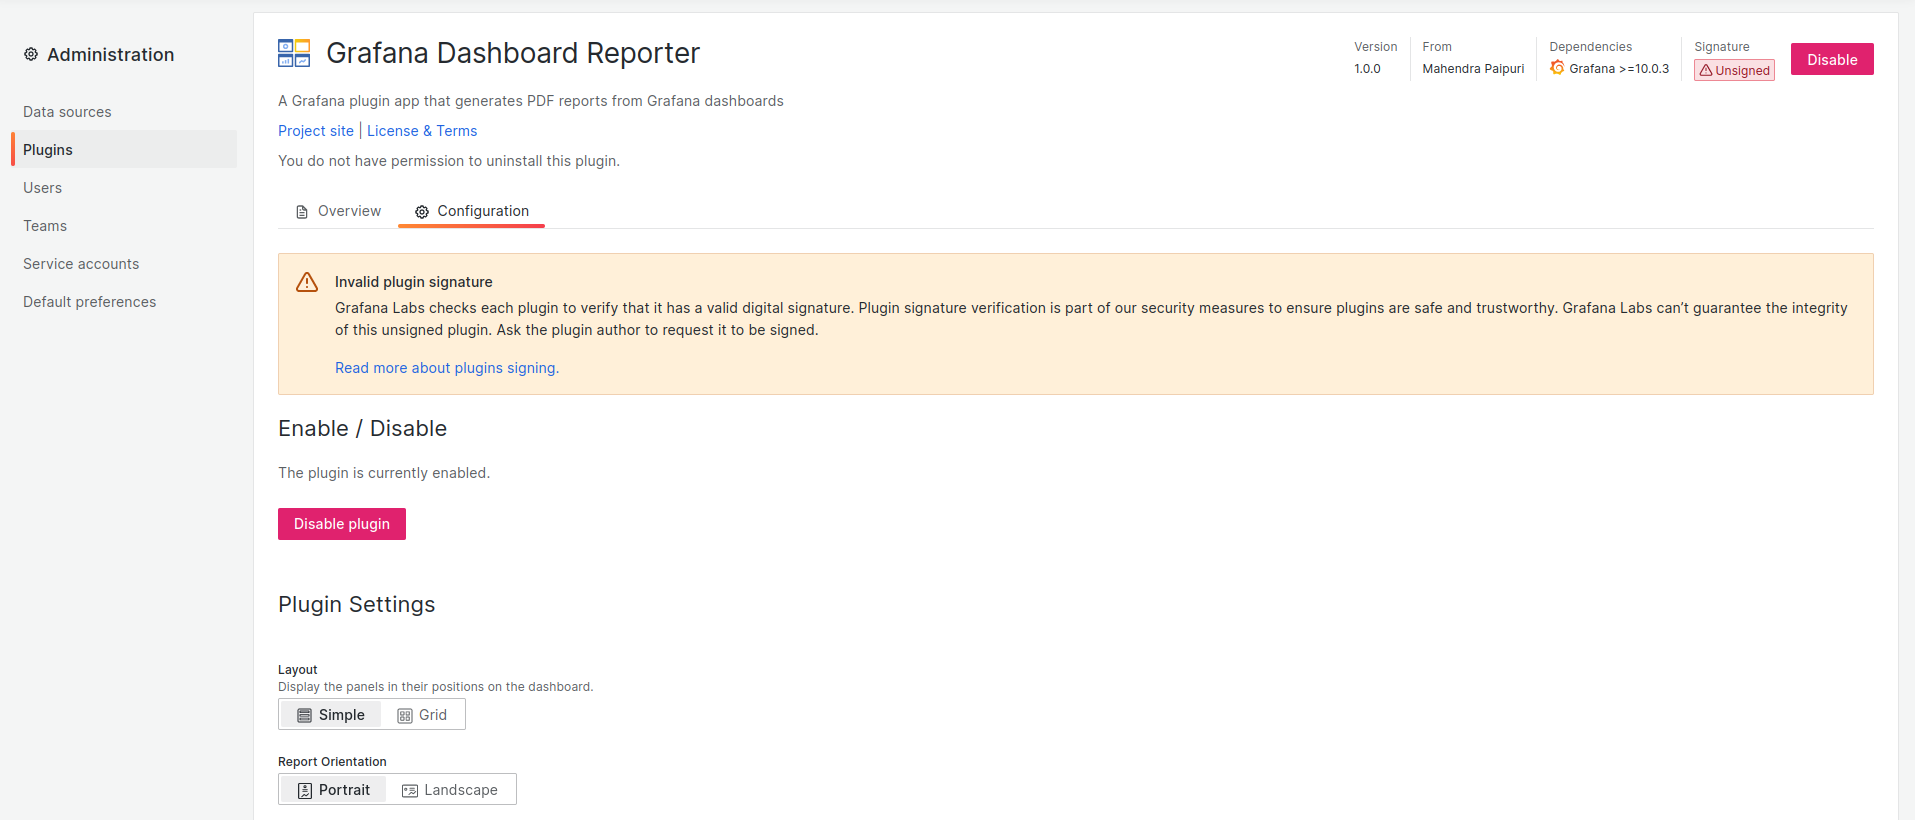 Administration
Data sources
Plugins
Users
Teams
Service accounts
Default preferences
Grafana Dashboard Reporter
Version
1.0.0
From
Mahendra Paipuri
Dependencies
Grafana >=10.0.3
Signature
Unsigned
Disable
A Grafana plugin app that generates PDF reports from Grafana dashboards
Project site | License & Terms
You do not have permission to uninstall this plugin.
Overview
Configuration
Invalid plugin signature
Grafana Labs checks each plugin to verify that it has a valid digital signature. Plugin signature verification is part of our security measures to ensure plugins are safe and trustworthy. Grafana Labs can’t guarantee the integrity
of this unsigned plugin. Ask the plugin author to request it to be signed.
Read more about plugins signing.
Enable / Disable
The plugin is currently enabled.
Disable plugin
Plugin Settings
Layout
Display the panels in their positions on the dashboard.
Simple
Grid
Report Orientation
Portrait
Landscape